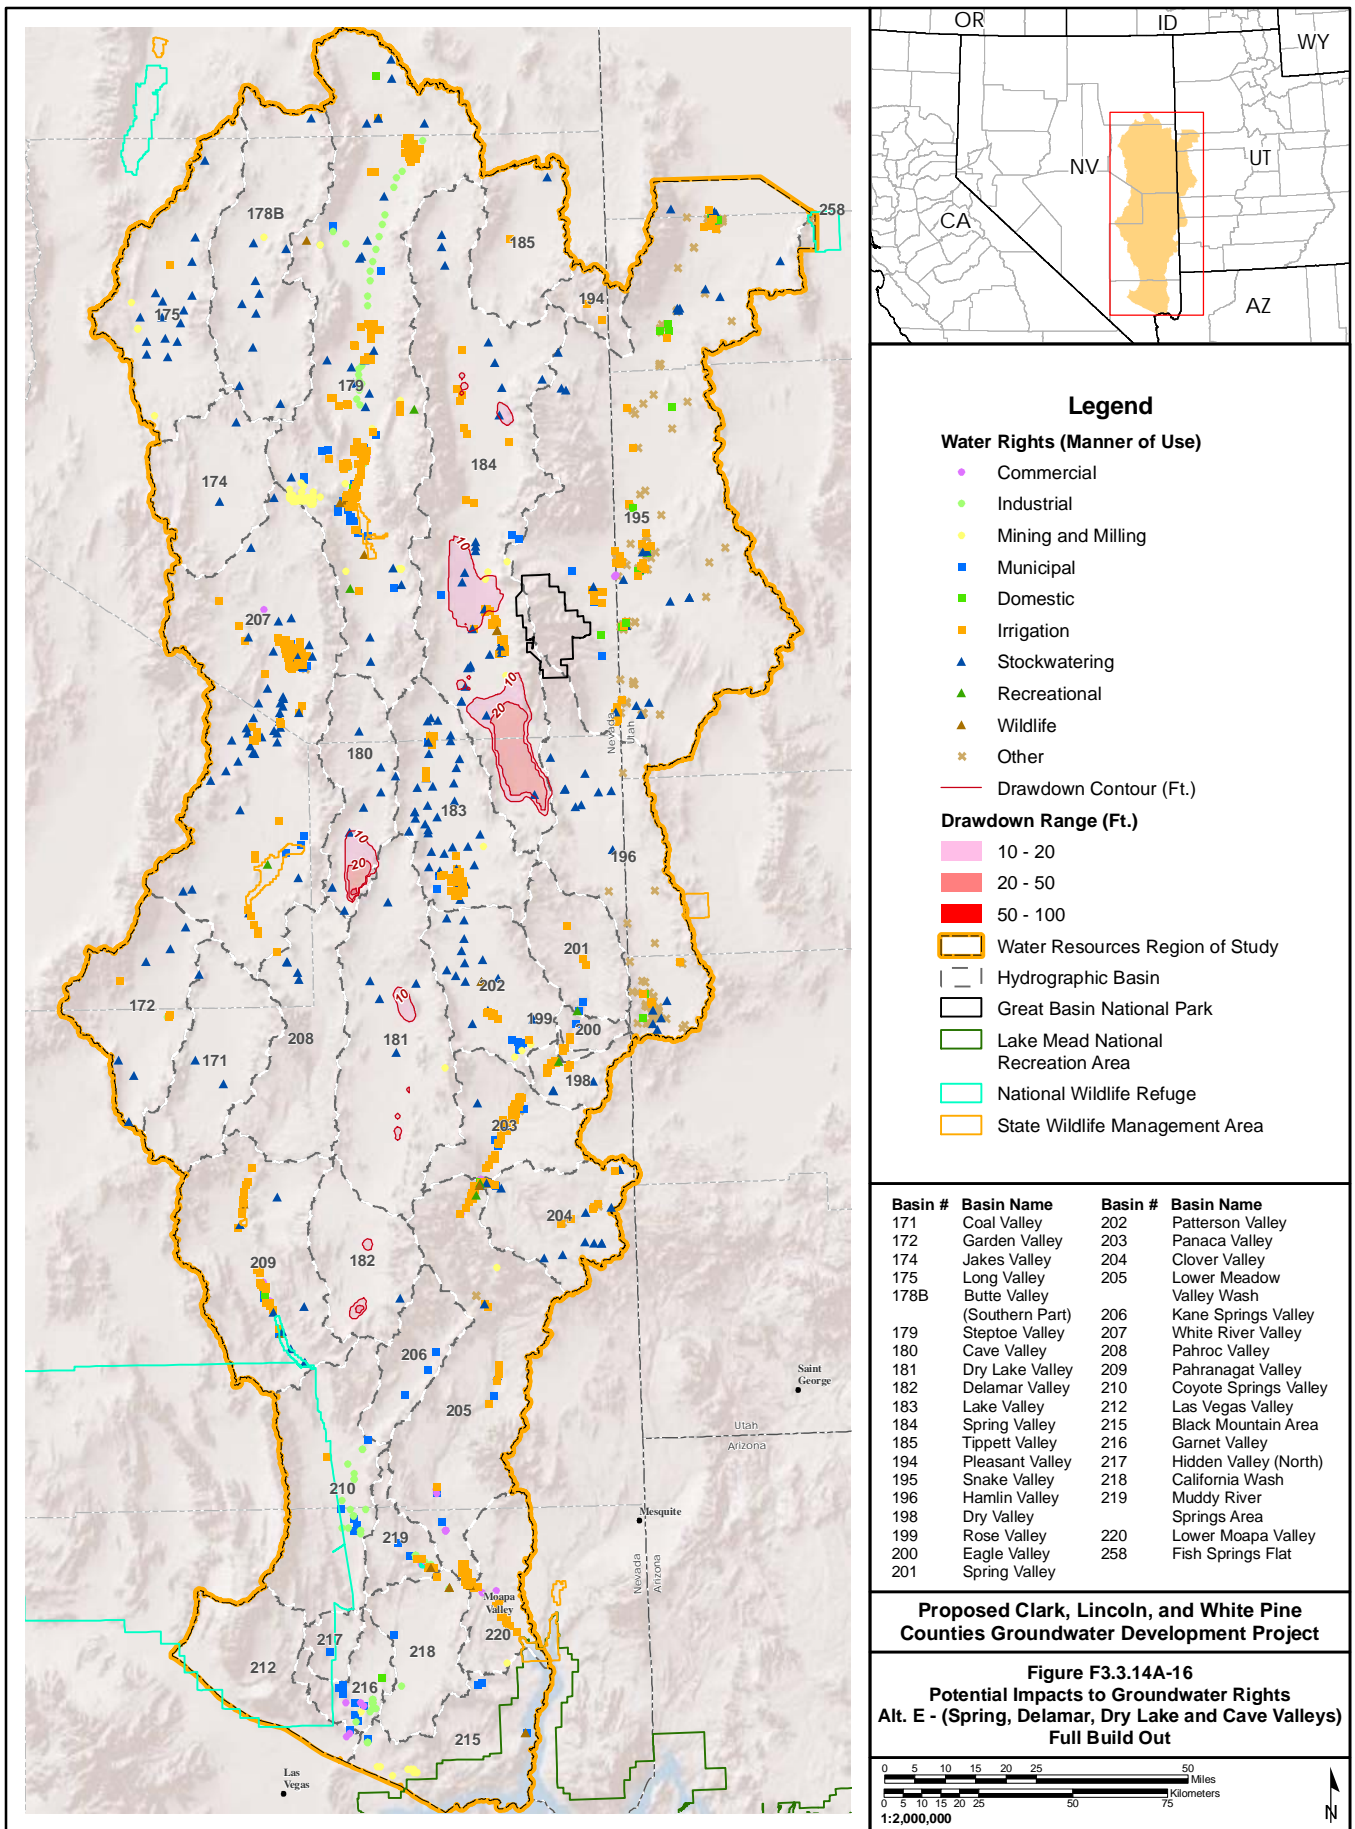 178B
185
258
194
175
179
184
174
195
207
10
10
20
180
183
196
10
20
201
202
10
199
200
172
208
181
171
198
203
204
209
182
206
205
210
219
217
212
218
220
216
215
Nevada
Utah
Saint
George
Utah
Arizona
Mesquite
Nevada
Arizona
Moapa
Valley
Las
Vegas
OR
ID
WY
NV
UT
CA
AZ
Legend
Water Rights (Manner of Use)
Commercial
Industrial
Mining and Milling
Municipal
Domestic
Irrigation
Stockwatering
Recreational
Wildlife
Other
Drawdown Contour (Ft.)
Drawdown Range (Ft.)
10 - 20
20 - 50
50 - 100
Water Resources Region of Study
Hydrographic Basin
Great Basin National Park
Lake Mead National
Recreation Area
National Wildlife Refuge
State Wildlife Management Area
Basin # Basin Name Basin # Basin Name
171 Coal Valley 202 Patterson Valley
172 Garden Valley 203 Panaca Valley
174 Jakes Valley 204 Clover Valley
175 Long Valley 205 Lower Meadow
178B Butte Valley Valley Wash
(Southern Part) 206 Kane Springs Valley
179 Steptoe Valley 207 White River Valley
180 Cave Valley 208 Pahroc Valley
181 Dry Lake Valley 209 Pahranagat Valley
182 Delamar Valley 210 Coyote Springs Valley
183 Lake Valley 212 Las Vegas Valley
184 Spring Valley 215 Black Mountain Area
185 Tippett Valley 216 Garnet Valley
194 Pleasant Valley 217 Hidden Valley (North)
195 Snake Valley 218 California Wash
196 Hamlin Valley 219 Muddy River
198 Dry Valley Springs Area
199 Rose Valley 220 Lower Moapa Valley
200 Eagle Valley 258 Fish Springs Flat
201 Spring Valley
Proposed Clark, Lincoln, and White Pine
Counties Groundwater Development Project
Figure F3.3.14A-16
Potential Impacts to Groundwater Rights
Alt. E - (Spring, Delamar, Dry Lake and Cave Valleys)
Full Build Out
0 5 10 15 20 25 50
Miles
Kilometers
0 5 10 15 20 25 50 75
1:2,000,000
N